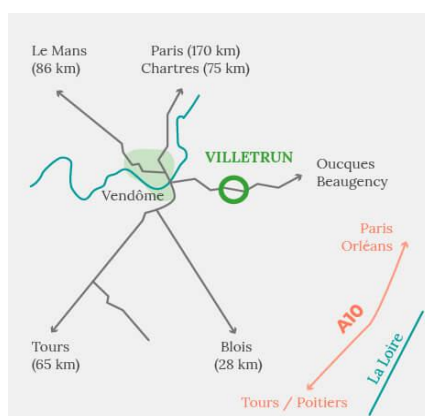 Le Mans
(86 km)
Paris (170 km)
Chartres (75 km)
VILLETRUN
Oucques
Beaugency
Vendôme
Paris
Orléans
A10
La Loire
Tours
(65 km)
Blois
(28 km)
Tours / Poitiers